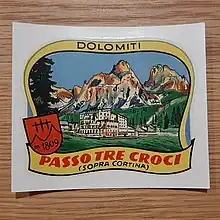 DOLOMITI
m 1809
PASSO TRE CROCI
(SOPRA CORTINA)